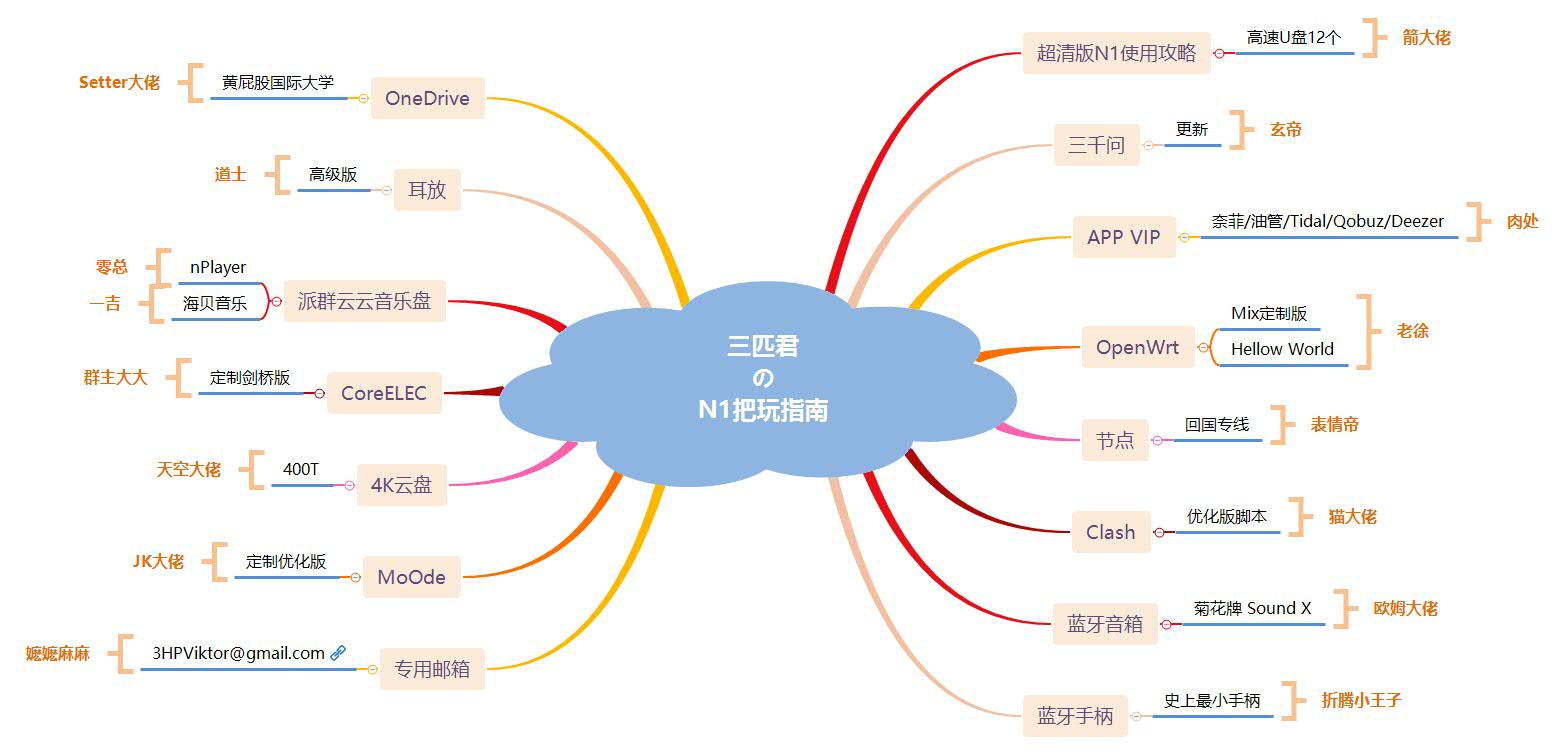 三匹君
の
N1把玩指南
超清版N1使用攻略
高速U盘12个
箭大佬
三千问
更新
玄帝
APP VIP
奈菲/油管/Tidal/Qobuz/Deezer
肉处
OpenWrt
Mix定制版
Hellow World
老徐
节点
回国专线
表情帝
Clash
优化版脚本
猫大佬
蓝牙音箱
菊花牌 Sound X
欧姆大佬
蓝牙手柄
史上最小手柄
折腾小王子
OneDrive
黄屁股国际大学
Setter大佬
耳放
高级版
道士
派群云云音乐盘
nPlayer
零总
海贝音乐
一吉
CoreELEC
定制剑桥版
群主大大
4K云盘
400T
天空大佬
MoOde
定制优化版
JK大佬
专用邮箱
3HPViktor@gmail.com
嬷嬷麻麻